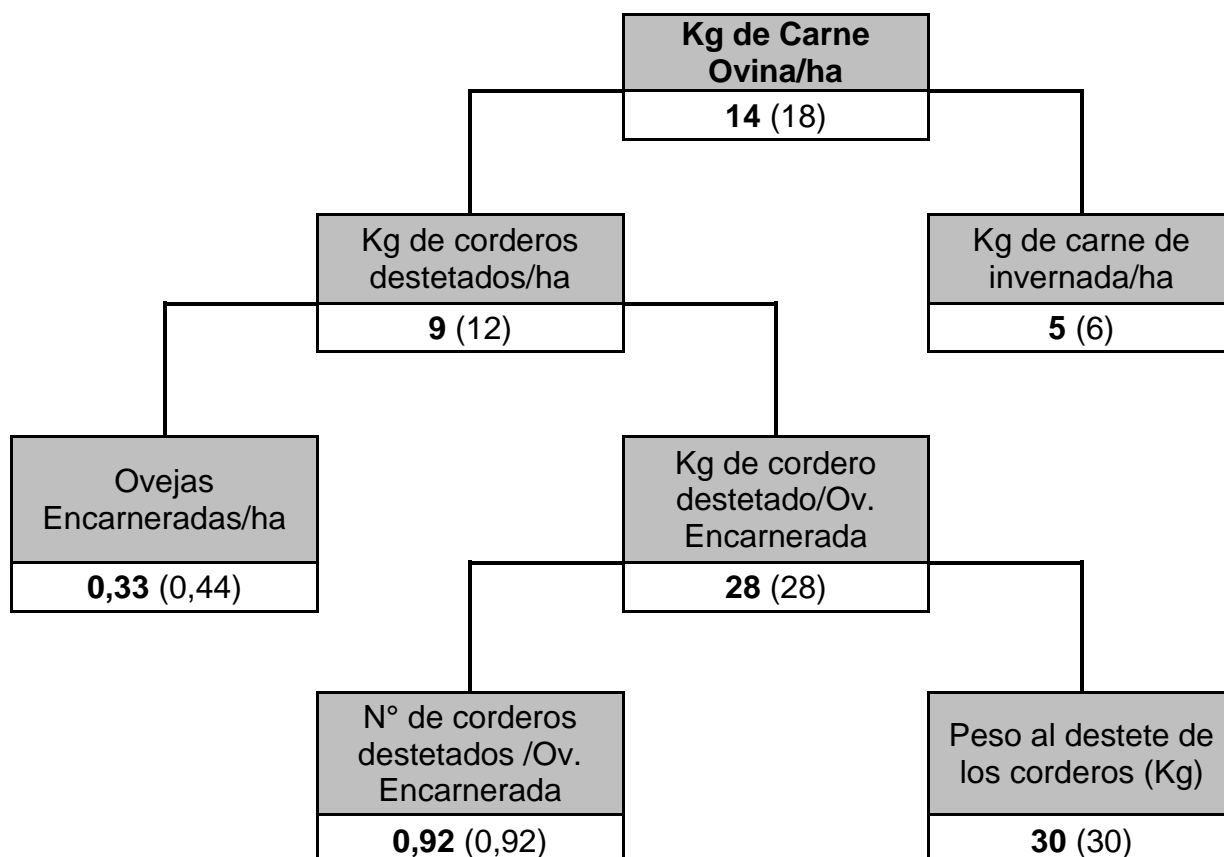 Kg de Carne
Ovina/ha
14 (18)
Kg de corderos
destetados/ha
9 (12)
Kg de carne de
invernada/ha
5 (6)
Ovejas
Encarneradas/ha
0,33 (0,44)
Kg de cordero
destetado/Ov.
Encarnerada
28 (28)
N° de corderos
destetados /Ov.
Encarnerada
0,92 (0,92)
Peso al destete de
los corderos (Kg)
30 (30)